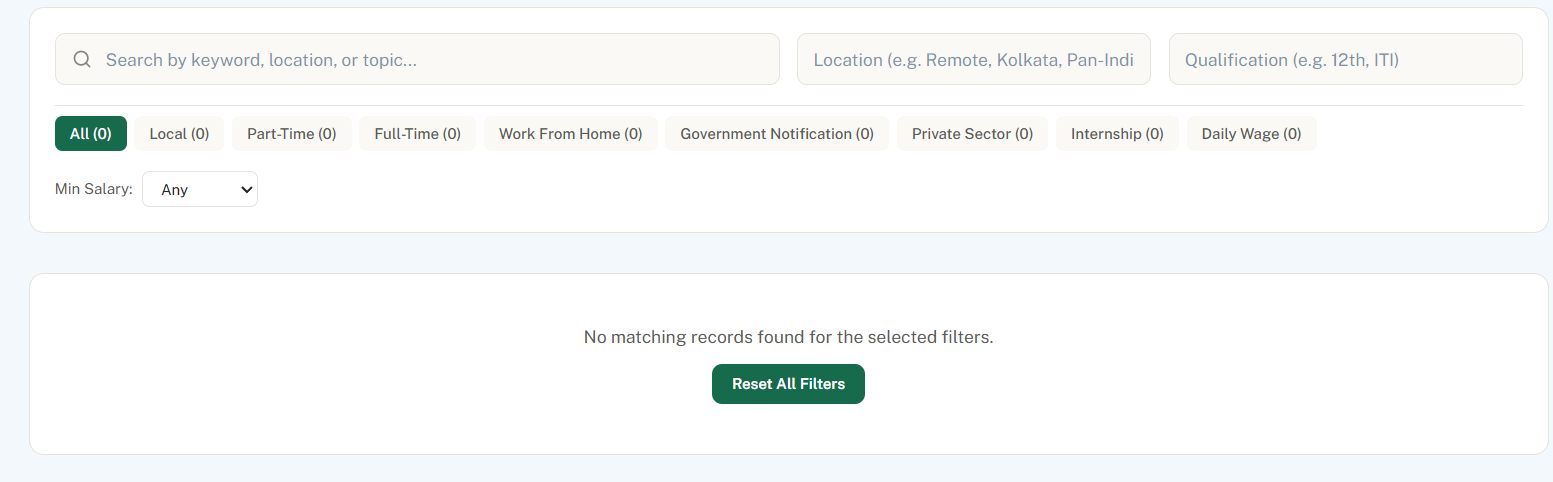 Search by keyword, location, or topic...
Location (e.g. Remote, Kolkata, Pan-Indi
Qualification (e.g. 12th, ITI)
All (0) Local (0) Part-Time (0) Full-Time (0) Work From Home (0) Government Notification (0) Private Sector (0) Internship (0) Daily Wage (0)
Min Salary: Any
No matching records found for the selected filters.
Reset All Filters